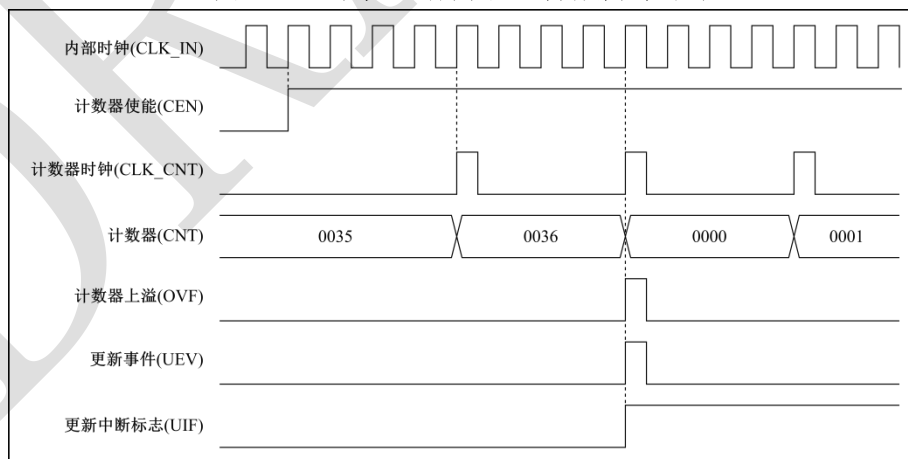 内部时钟(CLK_IN)
计数器使能(CEN)
计数器时钟(CLK_CNT)
计数器(CNT)
0035
0036
0000
0001
计数器上溢(OVF)
更新事件(UEV)
更新中断标志(UIF)